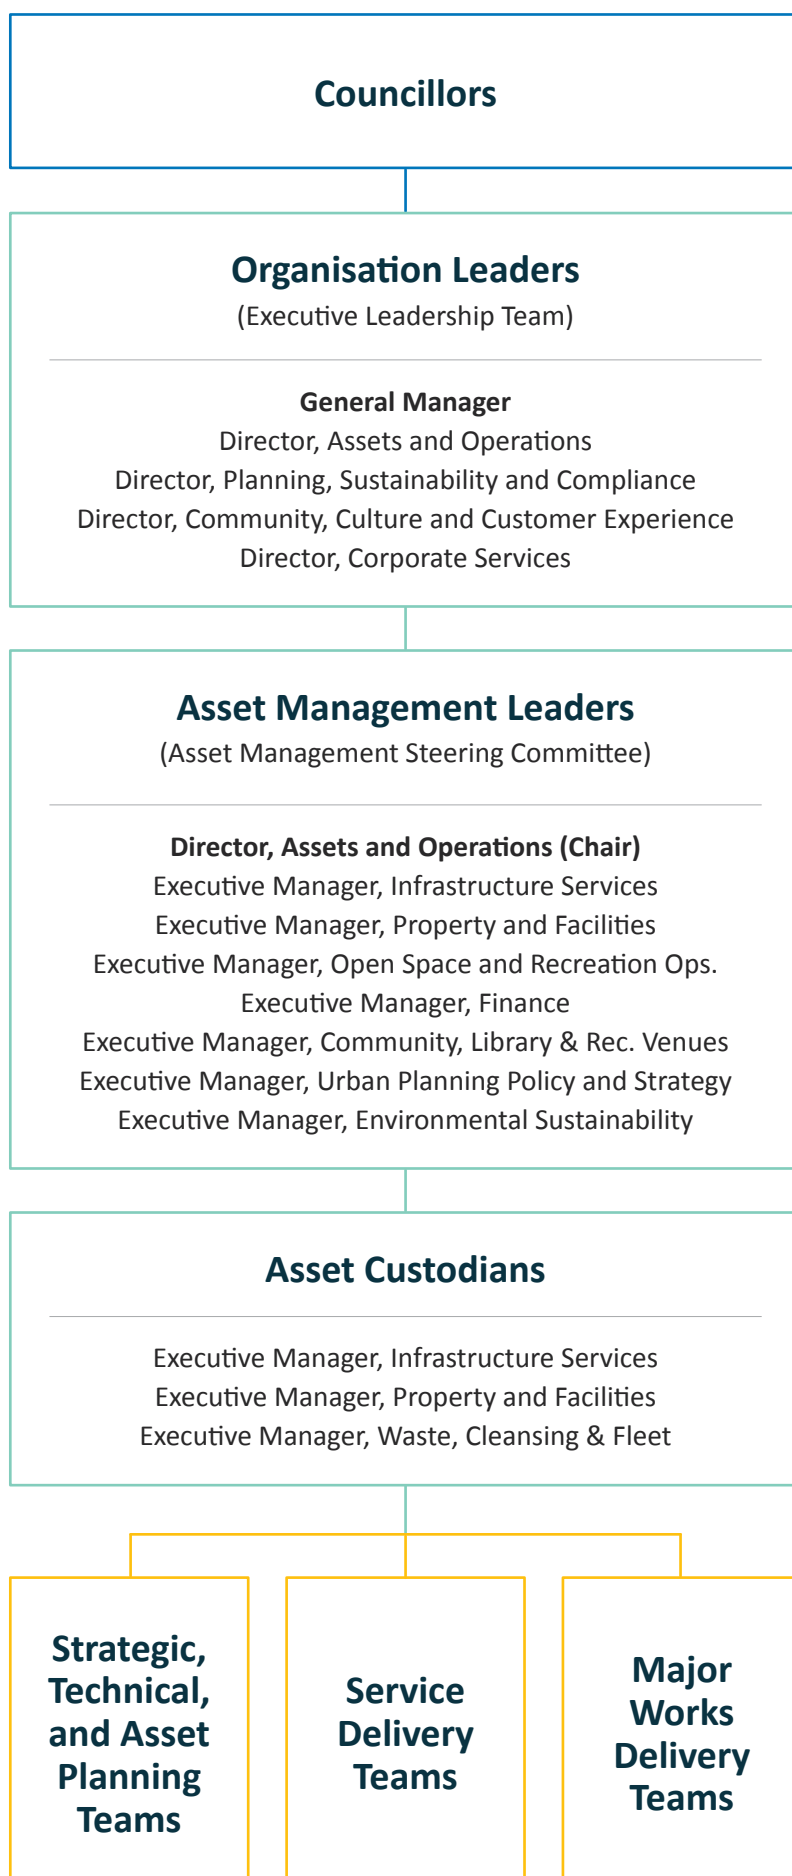 Councillors
Organisation Leaders
(Executive Leadership Team)
General Manager
Director, Assets and Operations
Director, Planning, Sustainability and Compliance
Director, Community, Culture and Customer Experience
Director, Corporate Services
Asset Management Leaders
(Asset Management Steering Committee)
Director, Assets and Operations (Chair)
Executive Manager, Infrastructure Services
Executive Manager, Property and Facilities
Executive Manager, Open Space and Recreation Ops.
Executive Manager, Finance
Executive Manager, Community, Library & Rec. Venues
Executive Manager, Urban Planning Policy and Strategy
Executive Manager, Environmental Sustainability
Asset Custodians
Executive Manager, Infrastructure Services
Executive Manager, Property and Facilities
Executive Manager, Waste, Cleansing & Fleet
Strategic,
Technical,
and Asset
Planning
Teams
Service
Delivery
Teams
Major
Works
Delivery
Teams